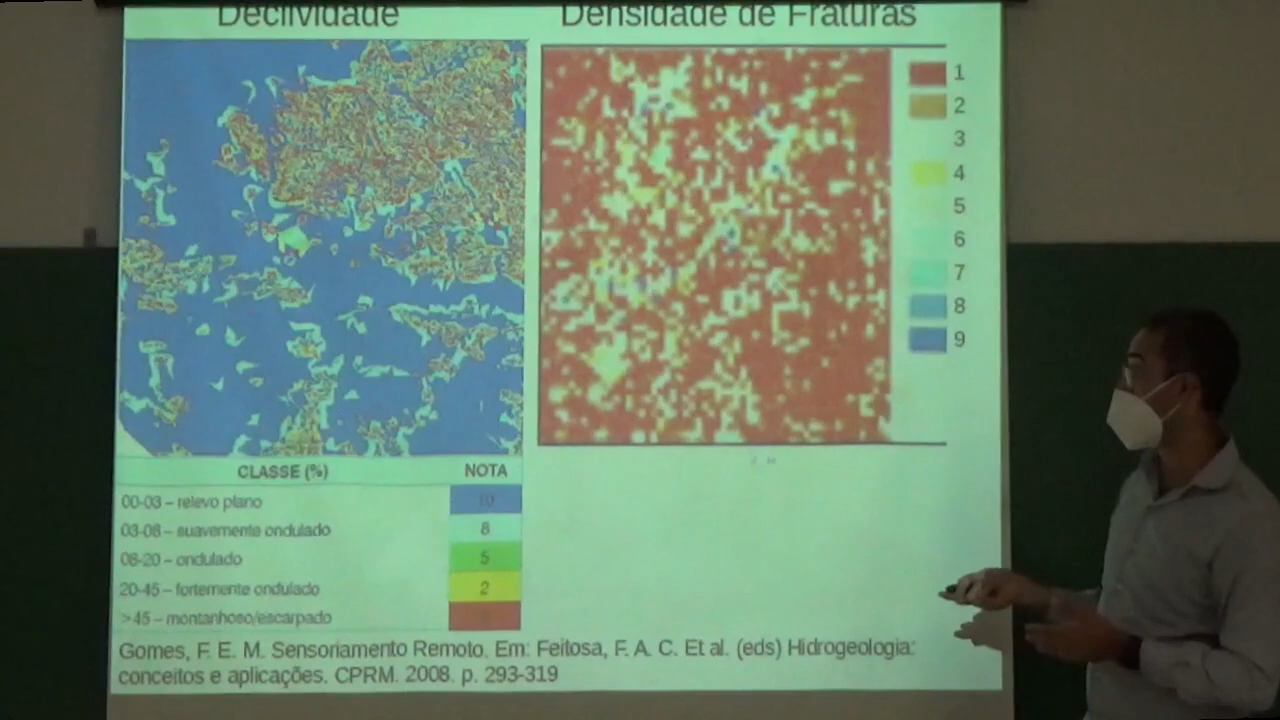 Declividade
Densidade de Fraturas
1
2
3
4
5
6
7
8
9
CLASSE (%) NOTA
00-03 – relevo plano 10
03-08 – suavemente ondulado 8
08-20 – ondulado 5
20-45 – fortemente ondulado 2
>45 – montanhoso/escarpado
Gomes, F. E. M. Sensoriamento Remoto. Em: Feitosa, F. A. C. Et al. (eds) Hidrogeologia:
conceitos e aplicações. CPRM. 2008. p. 293-319